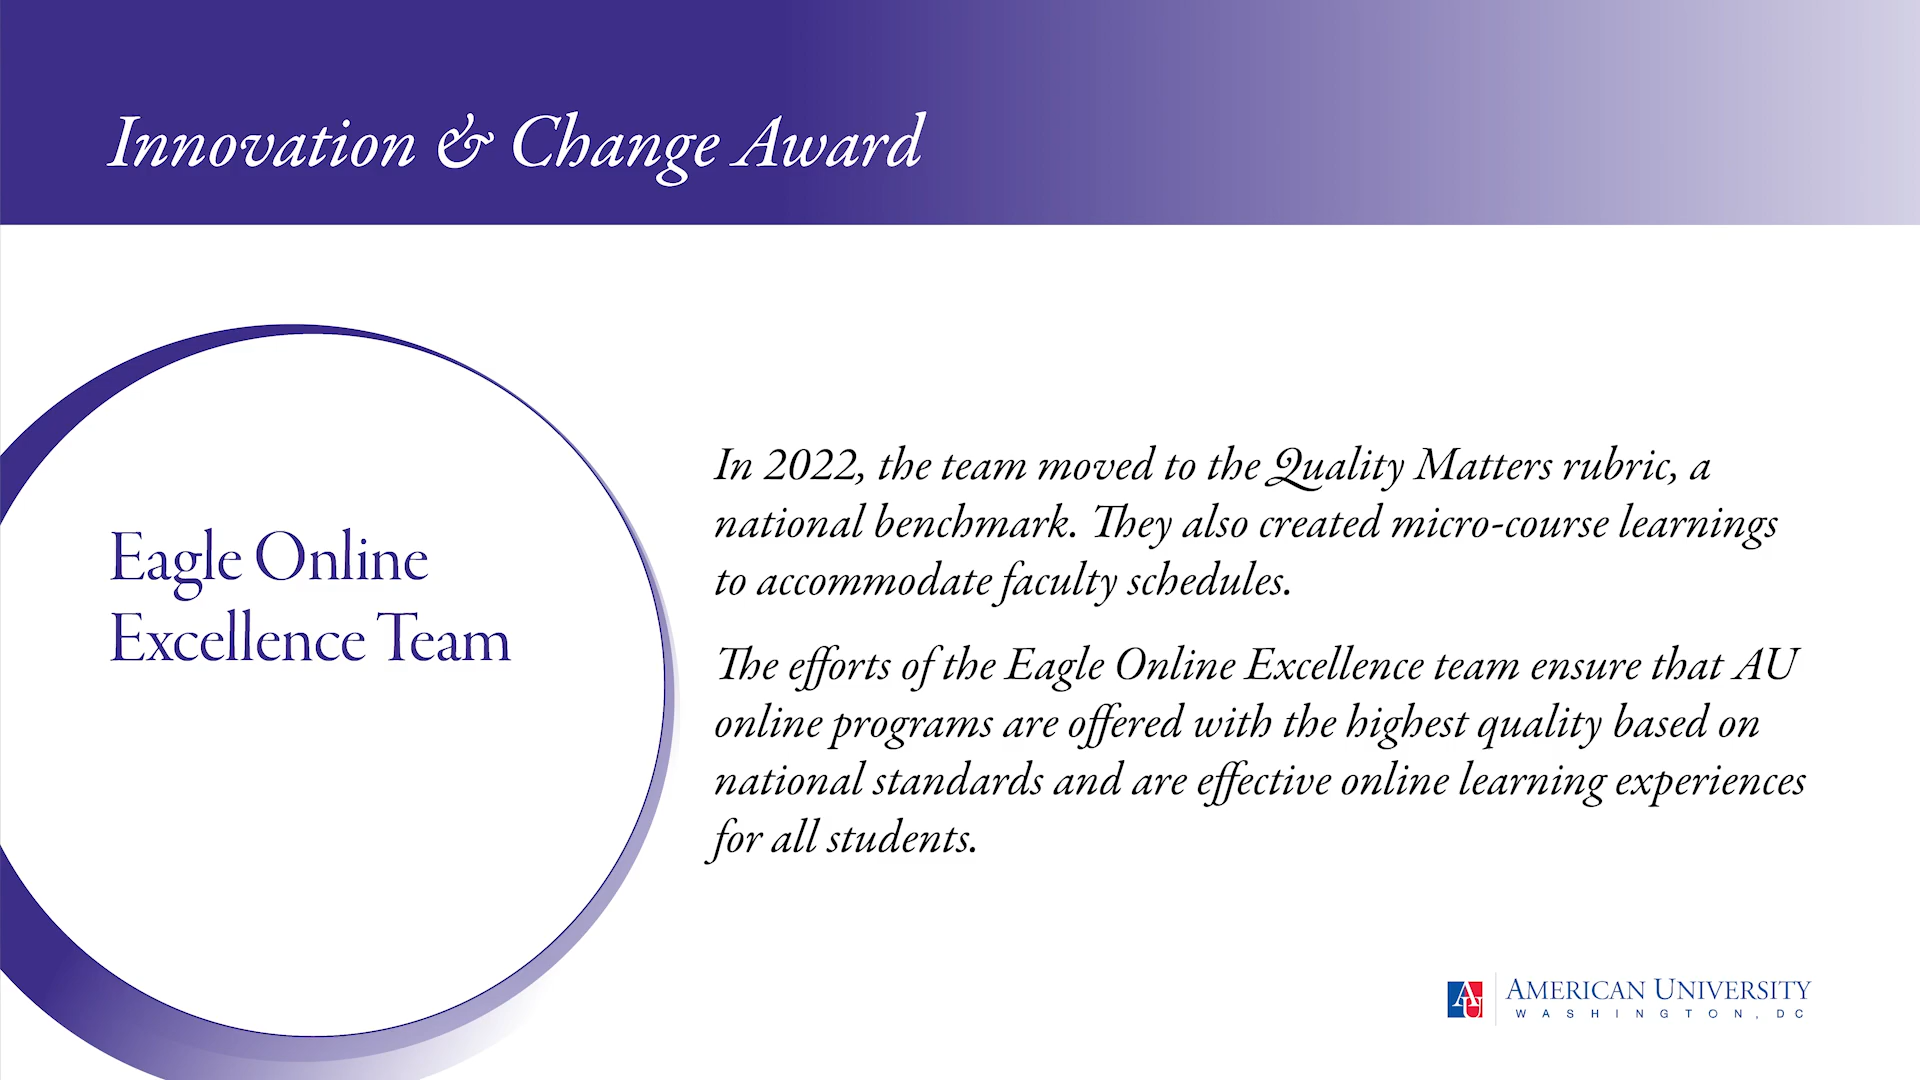 Innovation & Change Award
Eagle Online
Excellence Team
In 2022, the team moved to the Quality Matters rubric, a
national benchmark. They also created micro-course learnings
to accommodate faculty schedules.
The efforts of the Eagle Online Excellence team ensure that AU
online programs are offered with the highest quality based on
national standards and are effective online learning experiences
for all students.
AU
AMERICAN UNIVERSITY
WASHINGTON, DC